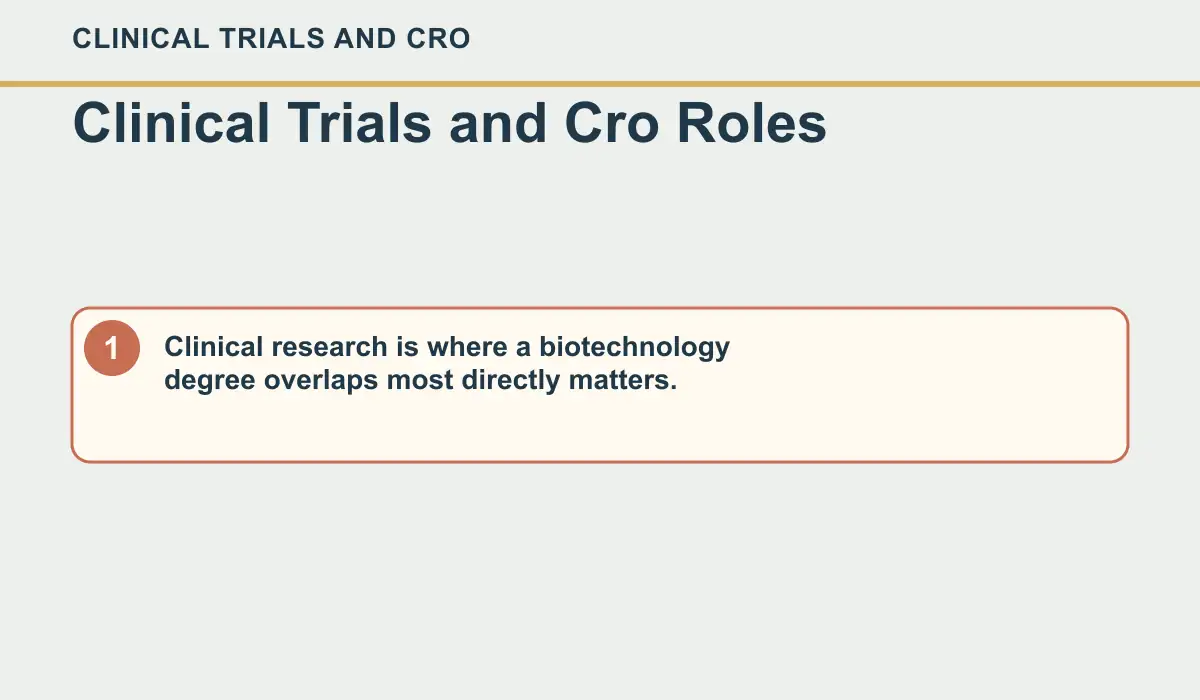 CLINICAL TRIALS AND CRO
Clinical Trials and Cro Roles
1
Clinical research is where a biotechnology
degree overlaps most directly matters.